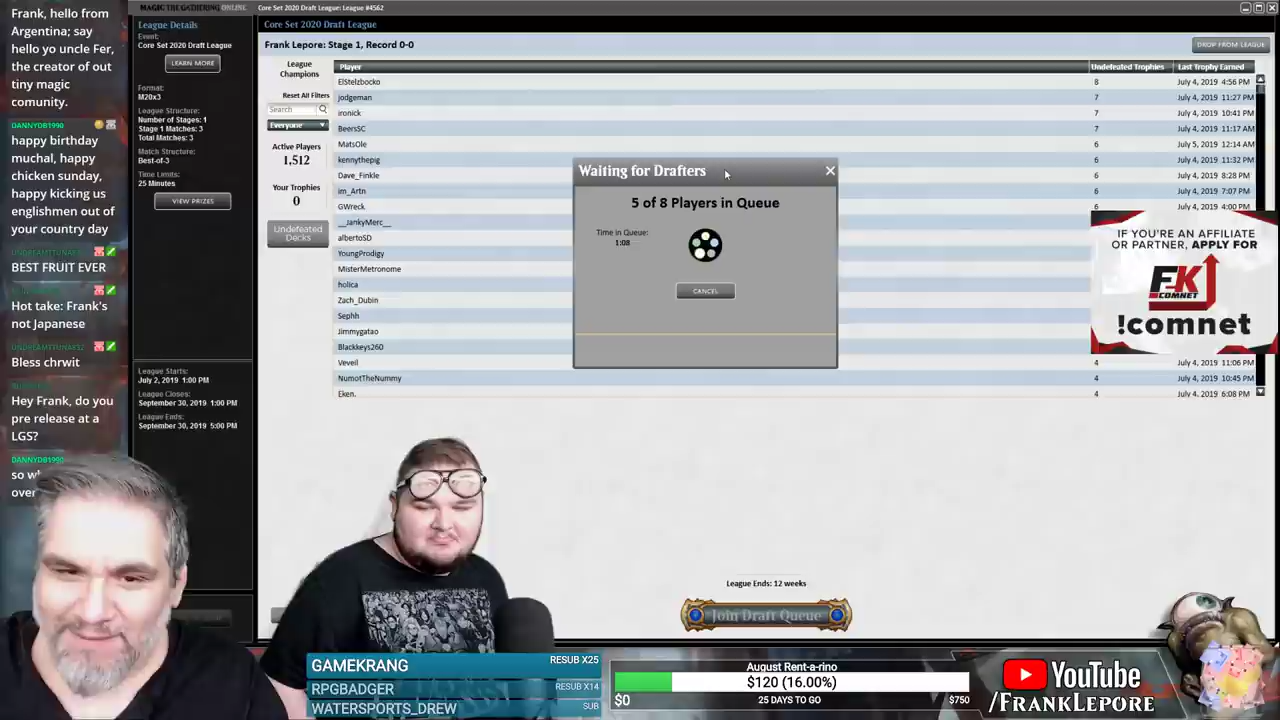 Frank, hello from
Argentina; say
hello yo uncle Fer,
the creator of out
tiny magic
comunity.
DANNYDB1990
happy birthday
muchal, happy
chicken sunday,
happy kicking us
englishmen out of
your country day
BEST FRUIT EVER
Hot take: Frank's
not Japanese
Bless chrwit
Hey Frank, do you
pre release at a
LGS?
DANNYDB1990
over
MAGIC THE GATHERING ONLINE
Core Set 2020 Draft League: League #4562
League Details
Event:
Core Set 2020 Draft League
LEARN MORE
Format:
M20x3
League Structure:
Number of Stages: 1
Stage 1 Matches: 3
Total Matches: 3
Match Structure:
Best-of-3
Time Limits:
25 Minutes
VIEW PRIZES
League Starts:
July 2, 2019 1:00 PM
League Closes:
September 30, 2019 1:00 PM
League Ends:
September 30, 2019 5:00 PM
Core Set 2020 Draft League
Frank Lepore: Stage 1, Record 0-0
DROP FROM LEAGUE
League
Champions
Reset All Filters
Search
Everyone
Active Players
1,512
Your Trophies
0
Undefeated
Decks
Player Undefeated Trophies Last Trophy Earned
ElStelzbocko 8 July 4, 2019 4:56 PM
jodgeman 7 July 4, 2019 11:27 PM
ironick 7 July 4, 2019 10:41 PM
BeersSC 7 July 4, 2019 11:17 AM
MatsOle 6 July 5, 2019 12:14 AM
kennythepig 6 July 4, 2019 11:32 PM
Dave_Finkle 6 July 4, 2019 8:28 PM
im_Artn 6 July 4, 2019 7:07 PM
GWreck 6 July 4, 2019 4:00 PM
__JankyMerc__
albertoSD
YoungProdigy
MisterMetronome
holica
Zach_Dubin
Sephh
Jimmygatao
Blackkeys260
Veveil 4 July 4, 2019 11:06 PM
NumotTheNummy 4 July 4, 2019 10:45 PM
Eken. 4 July 4, 2019 6:08 PM
Waiting for Drafters
5 of 8 Players in Queue
Time in Queue:
1:08
CANCEL
IF YOU'RE AN AFFILIATE
OR PARTNER, APPLY FOR
COMNET
!comnet
League Ends: 12 weeks
Join Draft Queue
GAMEKRANG RESUB X25
RPGBADGER RESUB X14
WATERSPORTS_DREW SUB
August Rent-a-rino
$120 (16.00%)
$0 25 DAYS TO GO $750
YouTube
/FRANKLEPORE